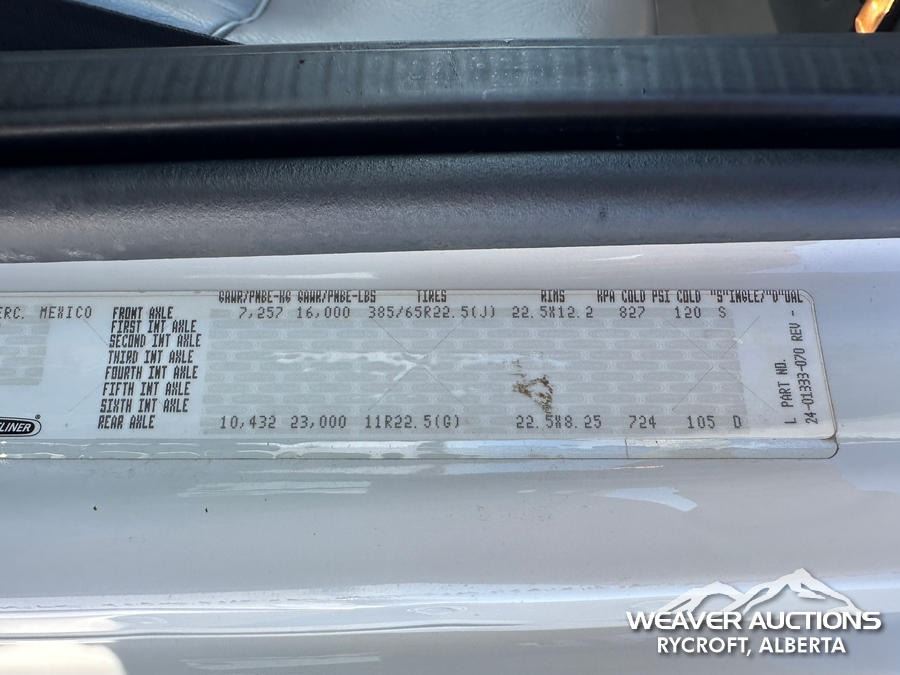 GAWR/PNBE-KG GAWR/PNBE-LBS TIRES RIMS KPA COLD PSI COLD "S"INGLE/"D"UAL
ERC. MEXICO FRONT AXLE 7,257 16,000 385/65R22.5(J) 22.5X12.2 827 120 S
FIRST INT AXLE
SECOND INT AXLE
THIRD INT AXLE
FOURTH INT AXLE
FIFTH INT AXLE
SIXTH INT AXLE
REAR AXLE 10,432 23,000 11R22.5(G) 22.5X8.25 724 105 D
LINER®
L PART NO.
24-01333-070 REV -
WEAVER AUCTIONS
RYCROFT, ALBERTA